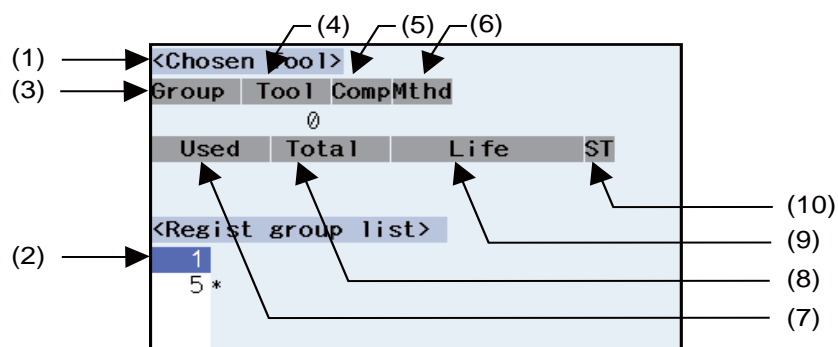 (4) (5) (6)
(1) <Chosen Tool>
(3) Group Tool Comp Mthd
0
Used Total Life ST
(10)
<Regist group list>
(9)
(2) 1
(8)
5 *
(7)